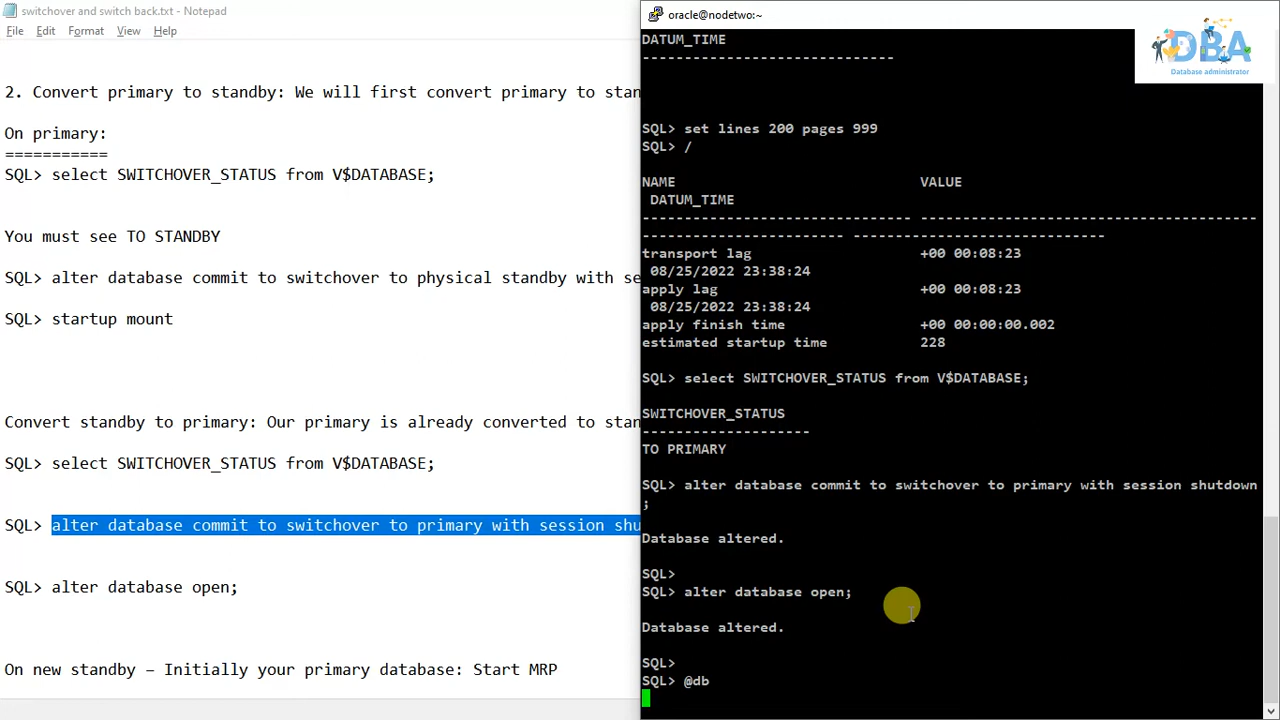 switchover and switch back.txt - Notepad
File Edit Format View Help
2. Convert primary to standby: We will first convert primary to stan
On primary:
===========
SQL> select SWITCHOVER_STATUS from V$DATABASE;
You must see TO STANDBY
SQL> alter database commit to switchover to physical standby with se
SQL> startup mount
Convert standby to primary: Our primary is already converted to stan
SQL> select SWITCHOVER_STATUS from V$DATABASE;
SQL> alter database commit to switchover to primary with session shu
SQL> alter database open;
On new standby – Initially your primary database: Start MRP
oracle@nodetwo:~
DBA
Database administrator
DATUM_TIME
------------------------------
SQL> set lines 200 pages 999
SQL> /
NAME VALUE
DATUM_TIME
-------------------------------- ----------------------------------------
------------------------ ------------------------------
transport lag +00 00:08:23
08/25/2022 23:38:24
apply lag +00 00:08:23
08/25/2022 23:38:24
apply finish time +00 00:00:00.002
estimated startup time 228
SQL> select SWITCHOVER_STATUS from V$DATABASE;
SWITCHOVER_STATUS
--------------------
TO PRIMARY
SQL> alter database commit to switchover to primary with session shutdown
;
Database altered.
SQL>
SQL> alter database open;
Database altered.
SQL>
SQL> @db